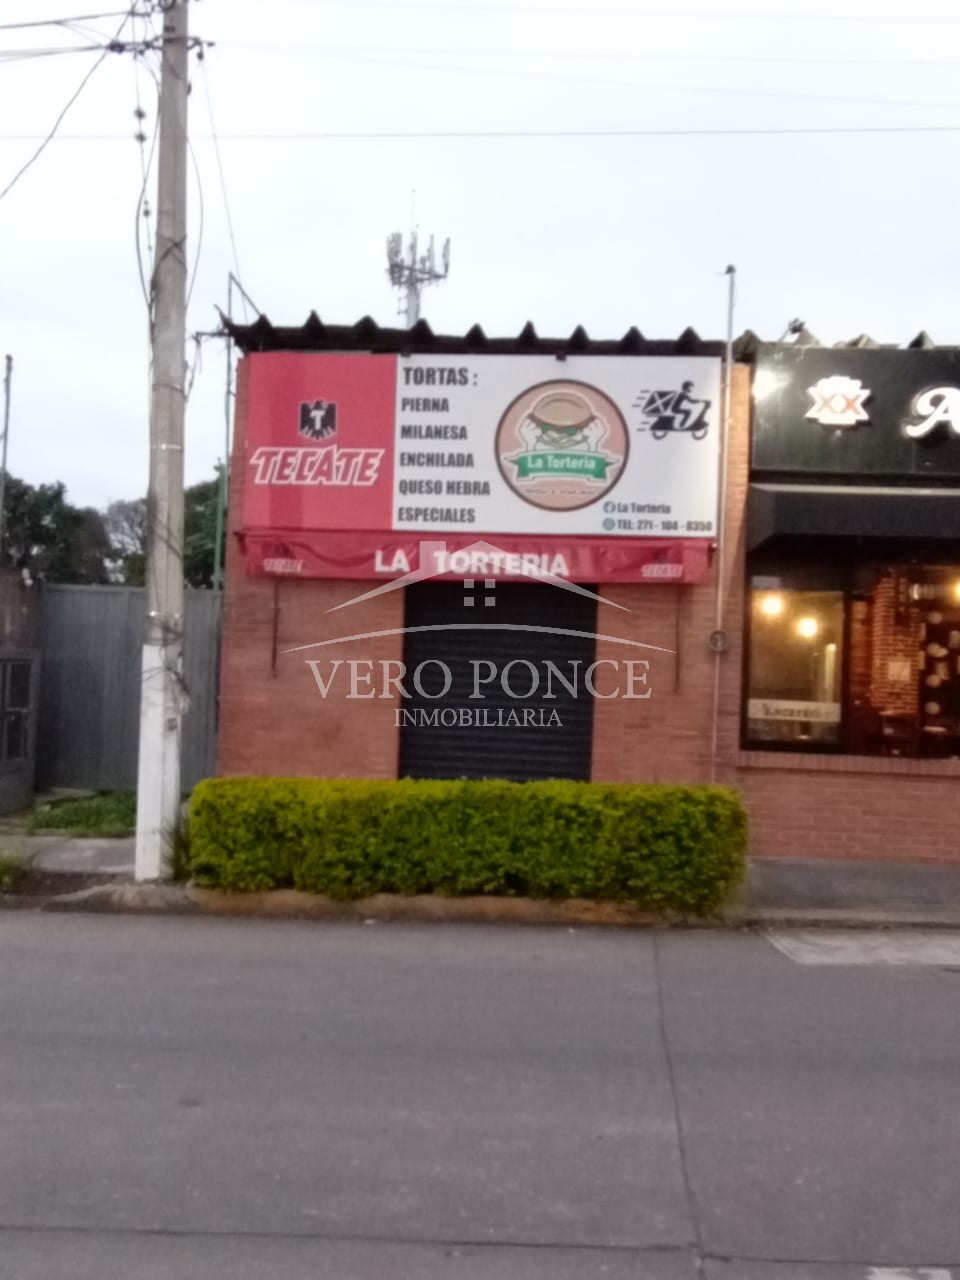 T
TECATE
TORTAS :
PIERNA
MILANESA
ENCHILADA
QUESO HEBRA
ESPECIALES
La Torteria
La Torteria
TEL: 271 - 104 - 8350
LA TORTERIA
TECATE
TECATE
XX
A
VERO PONCE
INMOBILIARIA